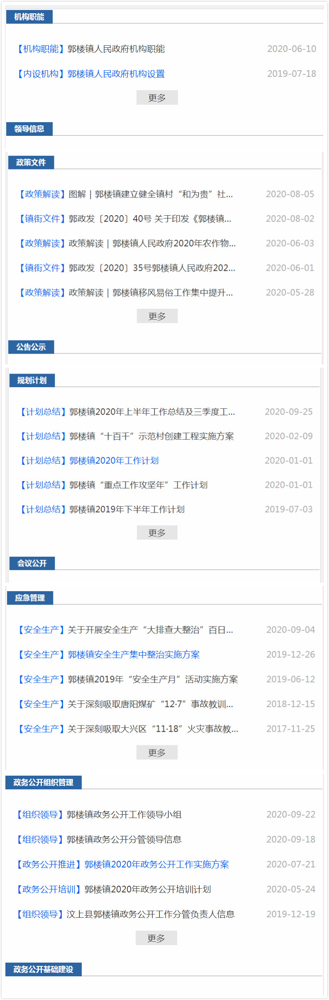 机构职能
【机构职能】郭楼镇人民政府机构职能 2020-06-10
【内设机构】郭楼镇人民政府机构设置 2019-07-18
更多
领导信息
政策文件
【政策解读】图解 | 郭楼镇建立健全镇村“和为贵”社... 2020-08-05
【镇街文件】郭政发〔2020〕40号 关于印发《郭楼镇... 2020-08-02
【政策解读】政策解读 | 郭楼镇人民政府2020年农作物... 2020-06-03
【镇街文件】郭政发〔2020〕35号郭楼镇人民政府202... 2020-06-01
【政策解读】政策解读 | 郭楼镇移风易俗工作集中提升... 2020-05-28
更多
公告公示
规划计划
【计划总结】郭楼镇2020年上半年工作总结及三季度工... 2020-09-25
【计划总结】郭楼镇“十百千”示范村创建工程实施方案 2020-02-09
【计划总结】郭楼镇2020年工作计划 2020-01-01
【计划总结】郭楼镇“重点工作攻坚年”工作计划 2020-01-01
【计划总结】郭楼镇2019年下半年工作计划 2019-07-03
更多
会议公开
应急管理
【安全生产】关于开展安全生产“大排查大整治”百日... 2020-09-04
【安全生产】郭楼镇安全生产集中整治实施方案 2019-12-26
【安全生产】郭楼镇2019年“安全生产月”活动实施方案 2019-06-12
【安全生产】关于深刻吸取唐阳煤矿“12·7”事故教训... 2018-12-15
【安全生产】关于深刻吸取大兴区“11·18”火灾事故教... 2017-11-25
更多
政务公开组织管理
【组织领导】郭楼镇政务公开工作领导小组 2020-09-22
【组织领导】郭楼镇政务公开分管领导信息 2020-09-18
【政务公开推进】郭楼镇2020年政务公开工作实施方案 2020-07-21
【政务公开培训】郭楼镇2020年政务公开培训计划 2020-05-24
【组织领导】汶上县郭楼镇政务公开工作分管负责人信息 2019-12-19
更多
政务公开基础建设